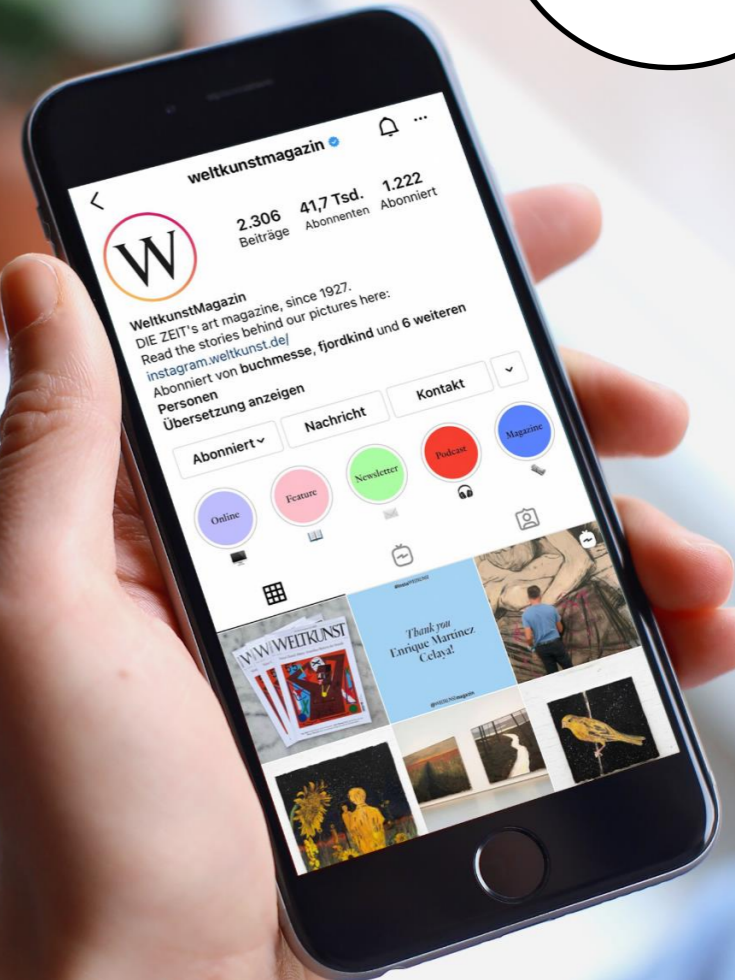 weltkunstmagazin
2.306 41,7 Tsd. 1.222
Beiträge Abonnenten Abonniert
W
WeltkunstMagazin
DIE ZEIT's art magazine, since 1927.
Read the stories behind our pictures here:
instagram.weltkunst.de/
Abonniert von buchmesse, fjordkind und 6 weiteren
Personen
Übersetzung anzeigen
Abonniert Nachricht Kontakt
Online Feature Newsletter Podcast Magazine
W W WELTKUNST
Thank you
Enrique Martínez
Celaya!